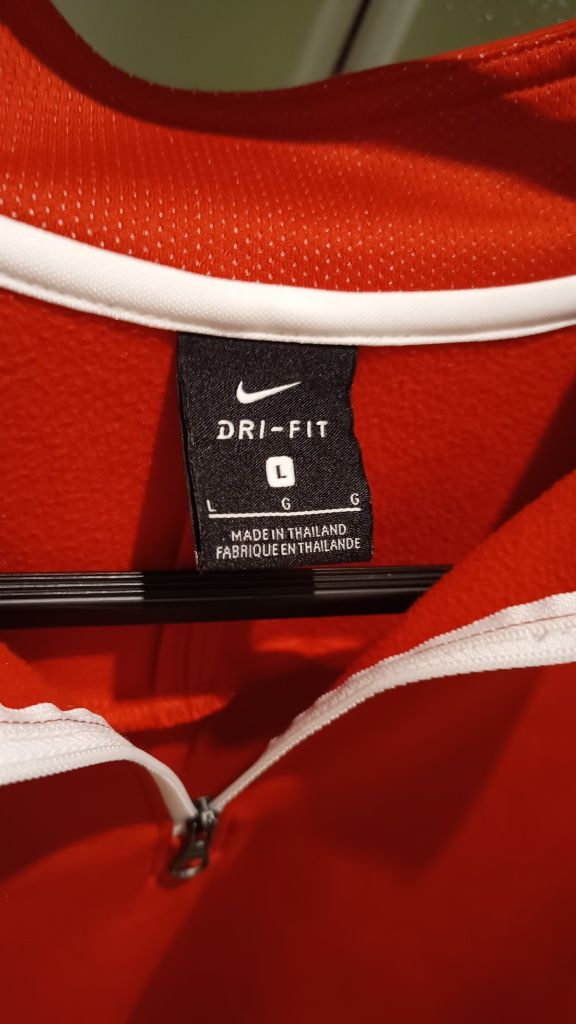 DRI-FIT
L
L G G
MADE IN THAILAND
FABRIQUE EN THAILANDE